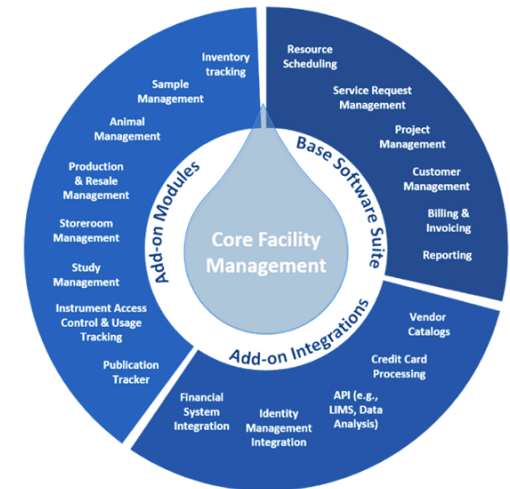 Core Facility
Management
Base Software Suite
Resource
Scheduling
Service Request
Management
Project
Management
Customer
Management
Billing &
Invoicing
Reporting
Add-on Integrations
Vendor
Catalogs
Credit Card
Processing
API (e.g.,
LIMS, Data
Analysis)
Identity
Management
Integration
Financial
System
Integration
Add-on Modules
Inventory
tracking
Sample
Management
Animal
Management
Production
& Resale
Management
Storeroom
Management
Study
Management
Instrument Access
Control & Usage
Tracking
Publication
Tracker